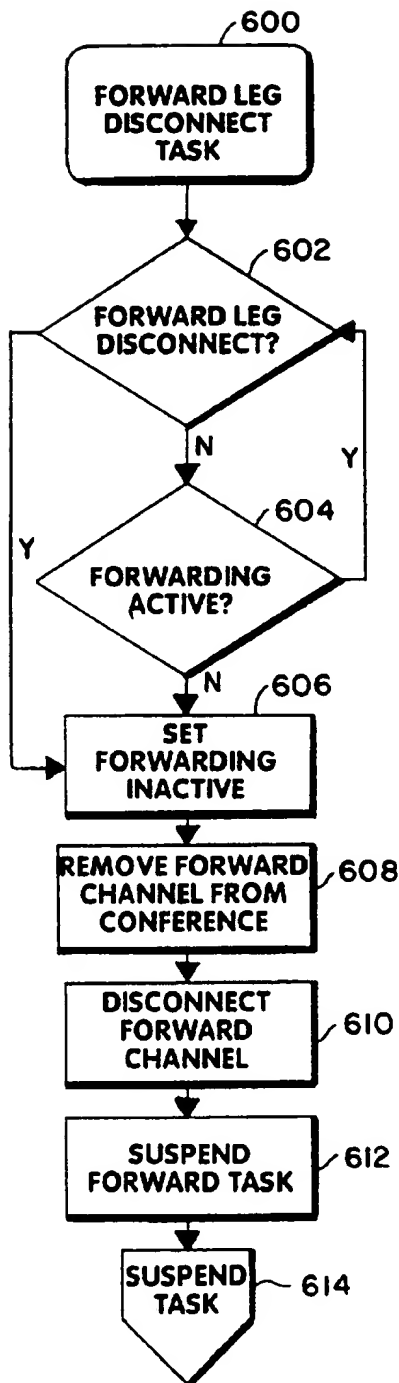 600
FORWARD LEG
DISCONNECT
TASK
602
FORWARD LEG
DISCONNECT?
N
Y
604
Y
FORWARDING
ACTIVE?
N
606
SET
FORWARDING
INACTIVE
REMOVE FORWARD
CHANNEL FROM
CONFERENCE
608
DISCONNECT
FORWARD
CHANNEL
610
SUSPEND
FORWARD TASK
612
SUSPEND
TASK
614